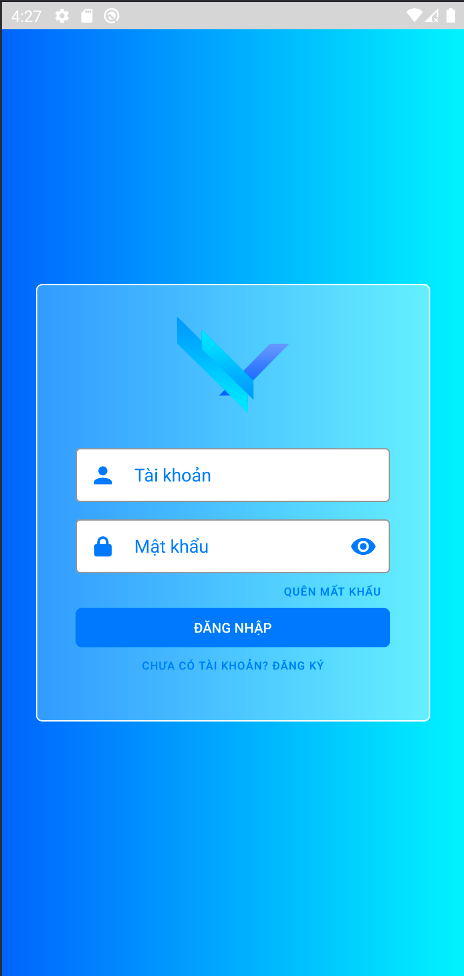 4:27
Tài khoản
Mật khẩu
QUÊN MẤT KHẨU
ĐĂNG NHẬP
CHƯA CÓ TÀI KHOẢN? ĐĂNG KÝ